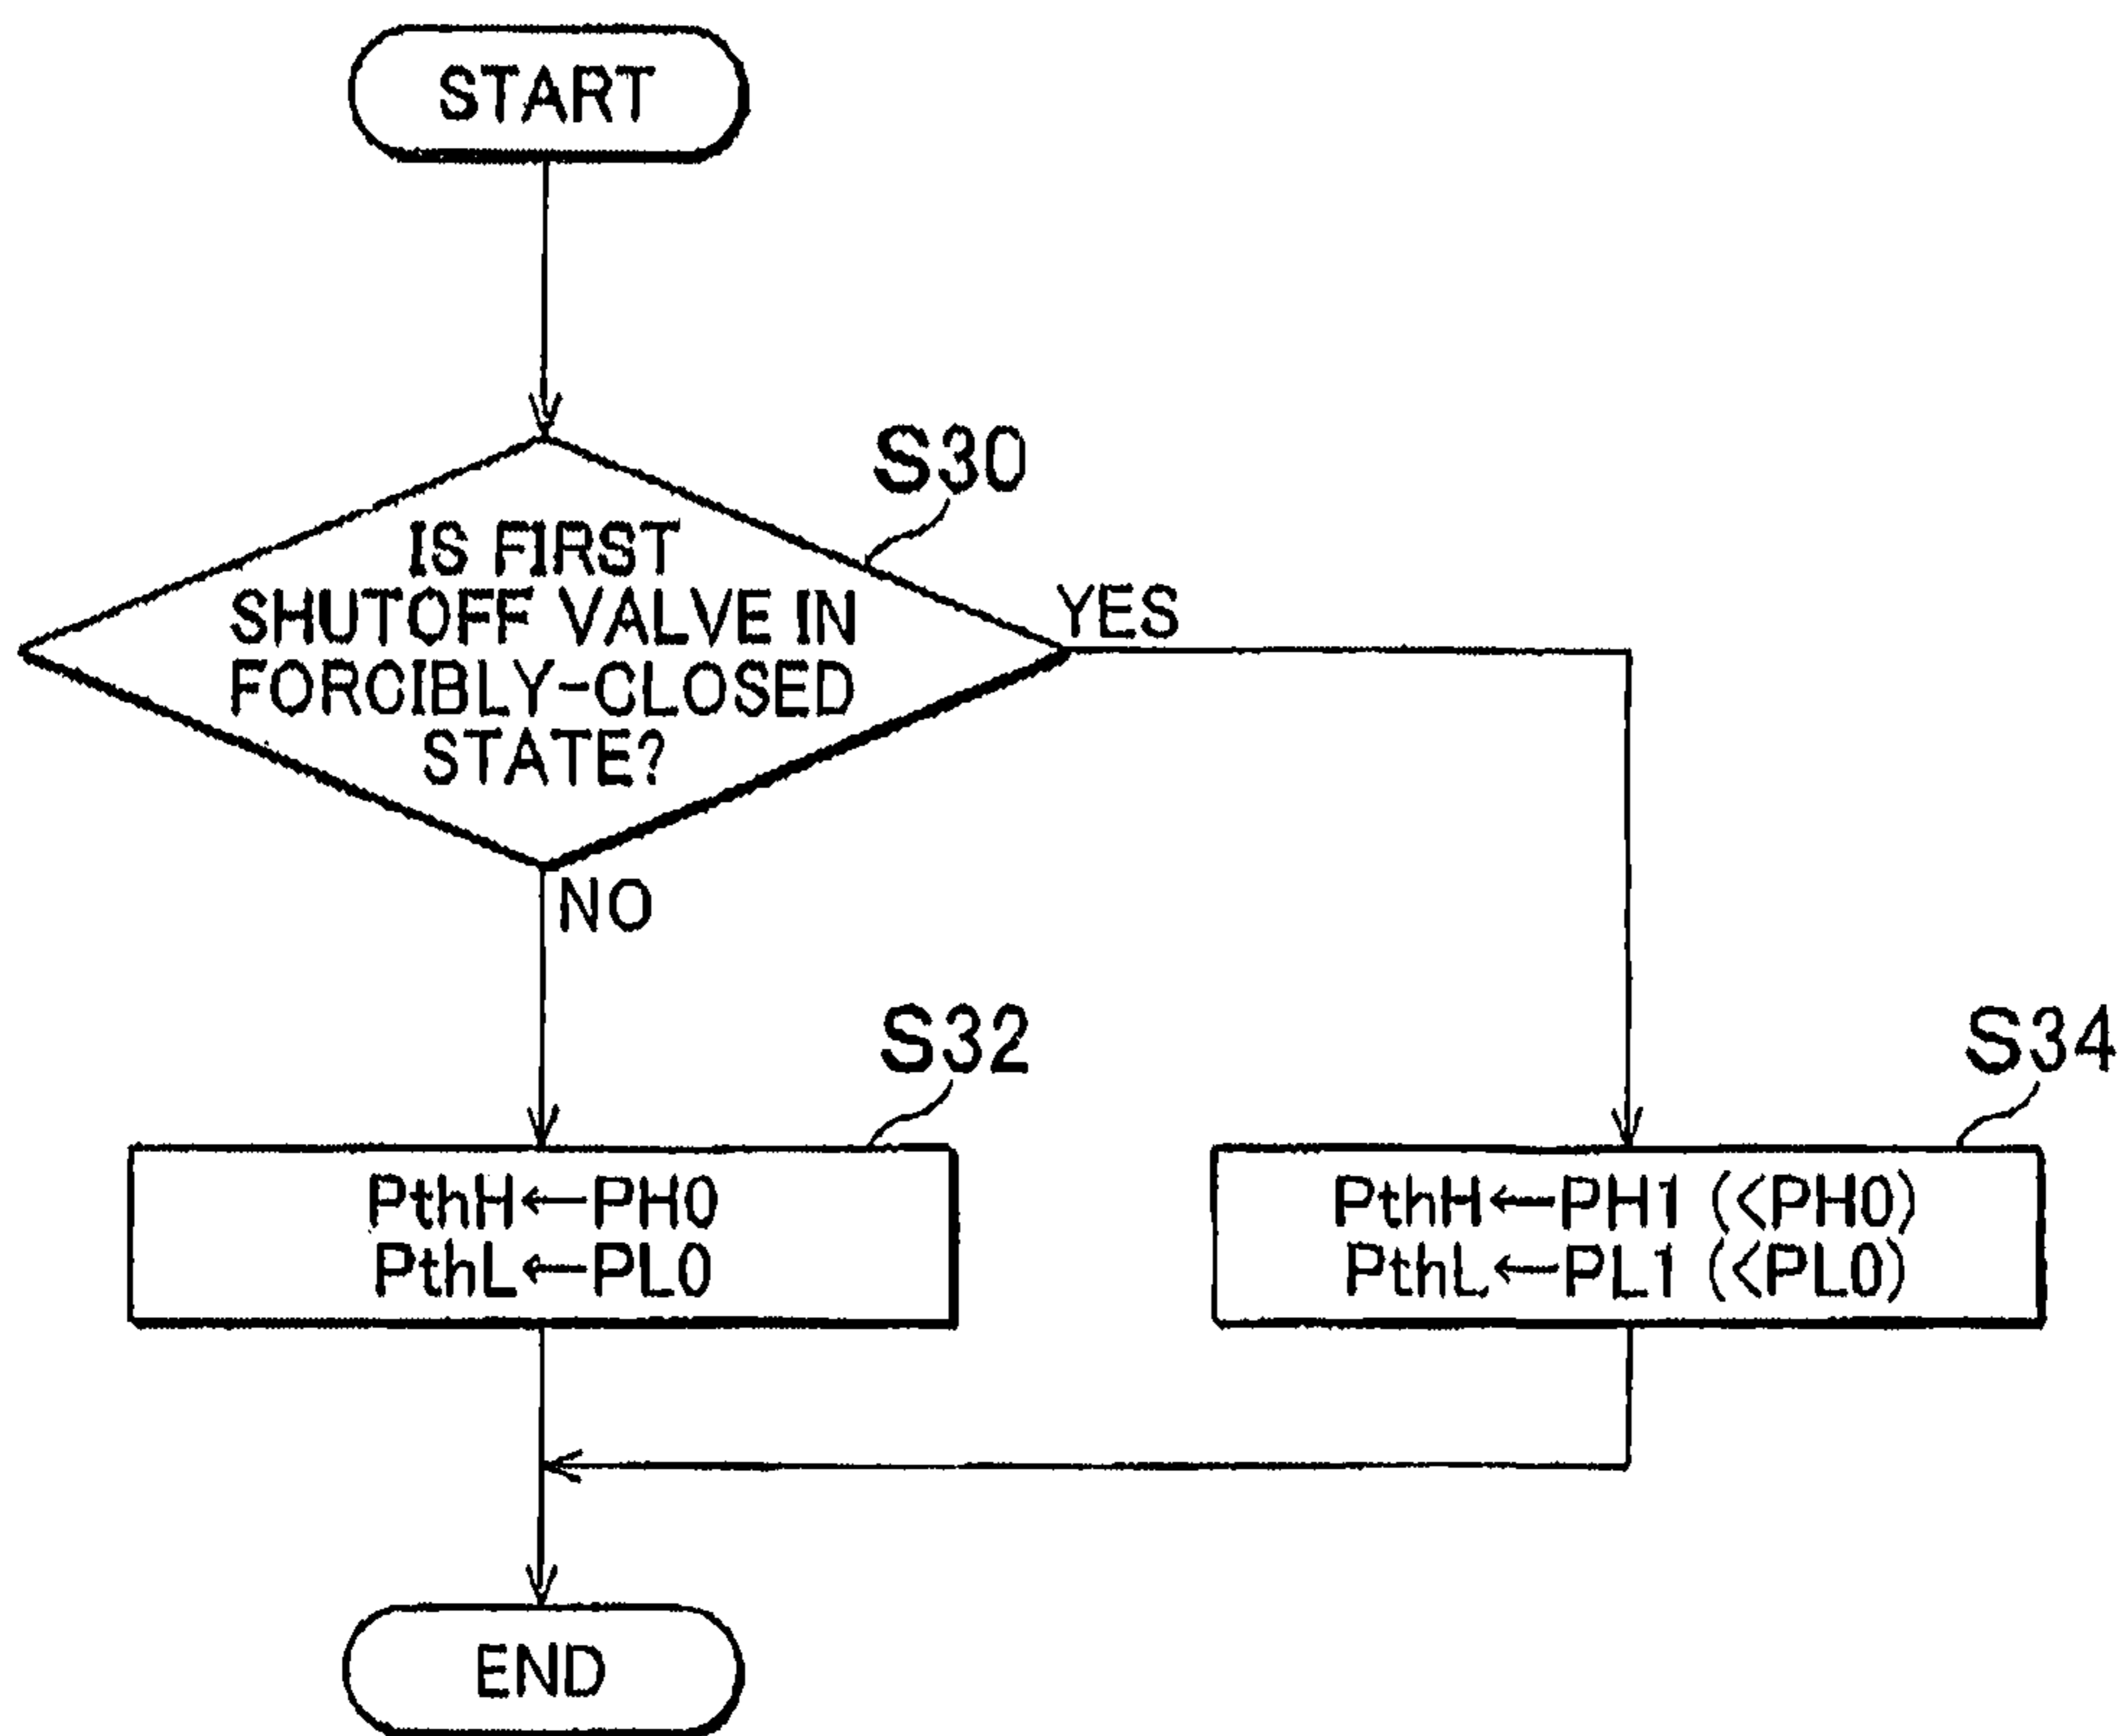 START
S30
IS FIRST
SHUTOFF VALVE IN
FORCIBLY-CLOSED
STATE?
YES
NO
S32
PthH←PH0
PthL←PL0
S34
PthH←PH1 (<PH0)
PthL←PL1 (<PL0)
END